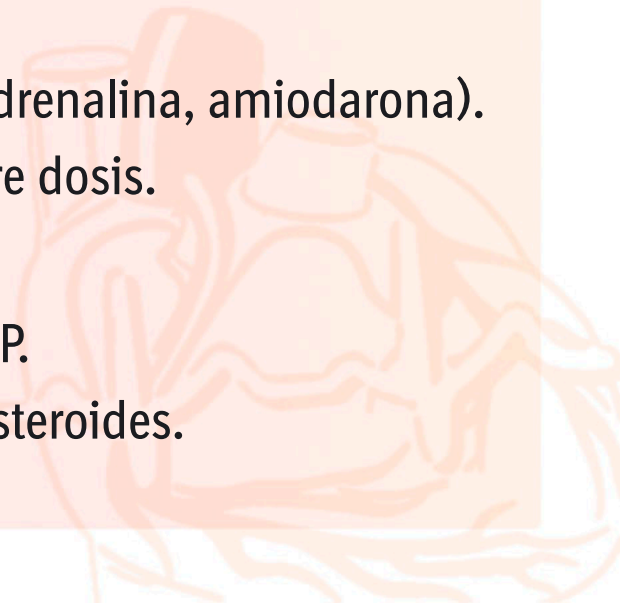 drenalina, amiodarona).
re dosis.
P.
steroides.